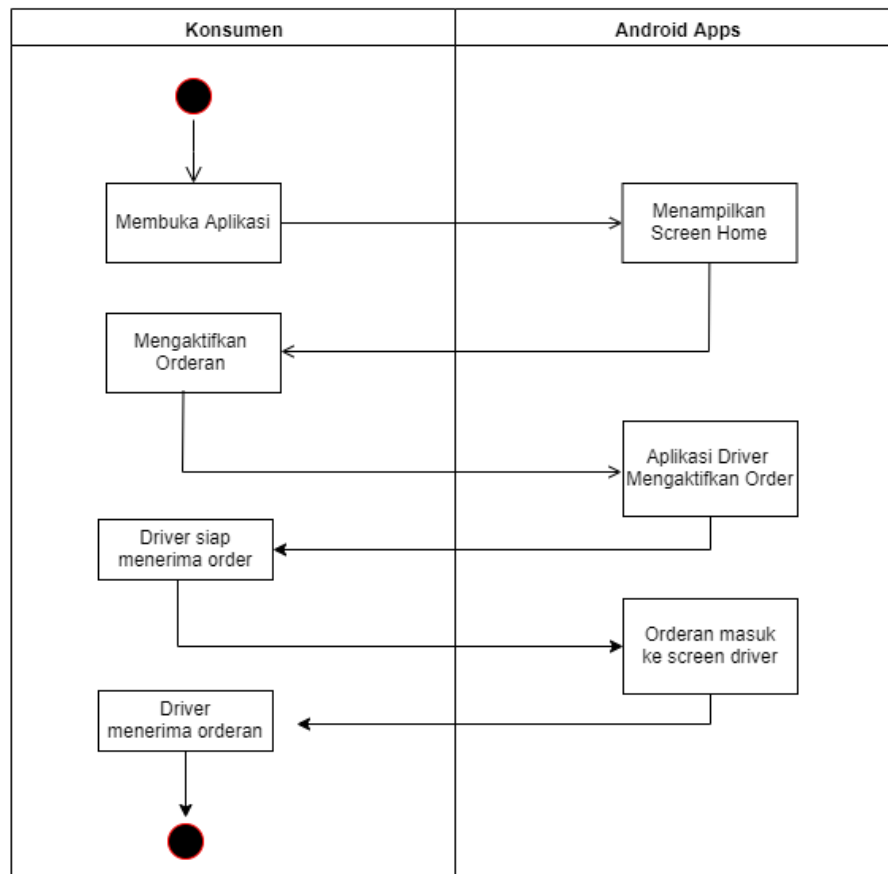 Konsumen
Android Apps
Membuka Aplikasi
Menampilkan
Screen Home
Mengaktifkan
Orderan
Aplikasi Driver
Mengaktifkan Order
Driver siap
menerima order
Orderan masuk
ke screen driver
Driver
menerima orderan